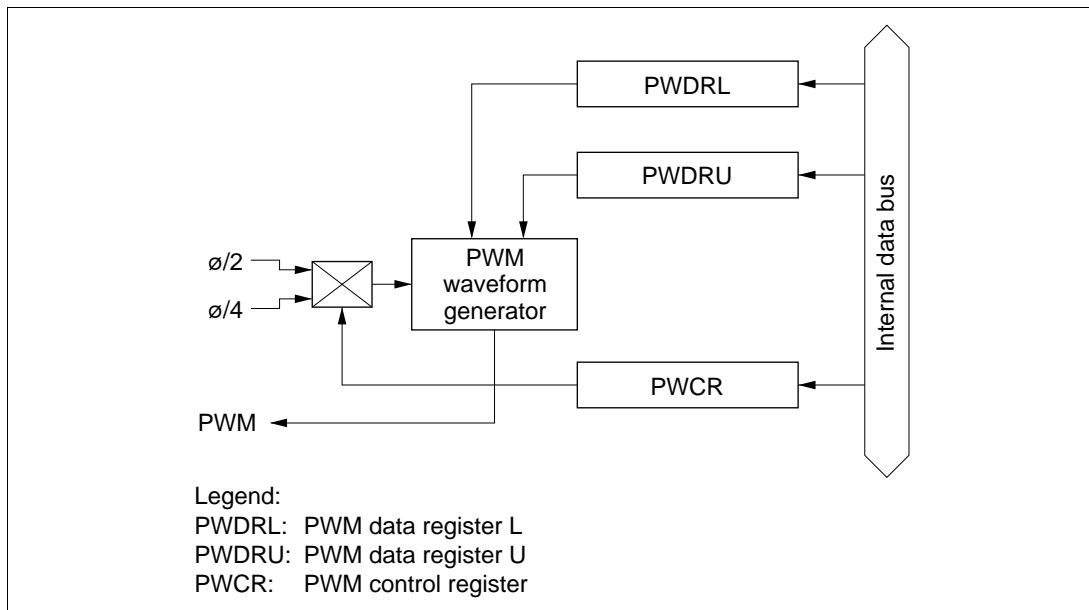 PWDRL
PWDRU
PWM
waveform
generator
ø/2
ø/4
PWCR
PWM
Internal data bus
Legend:
PWDRL: PWM data register L
PWDRU: PWM data register U
PWCR: PWM control register